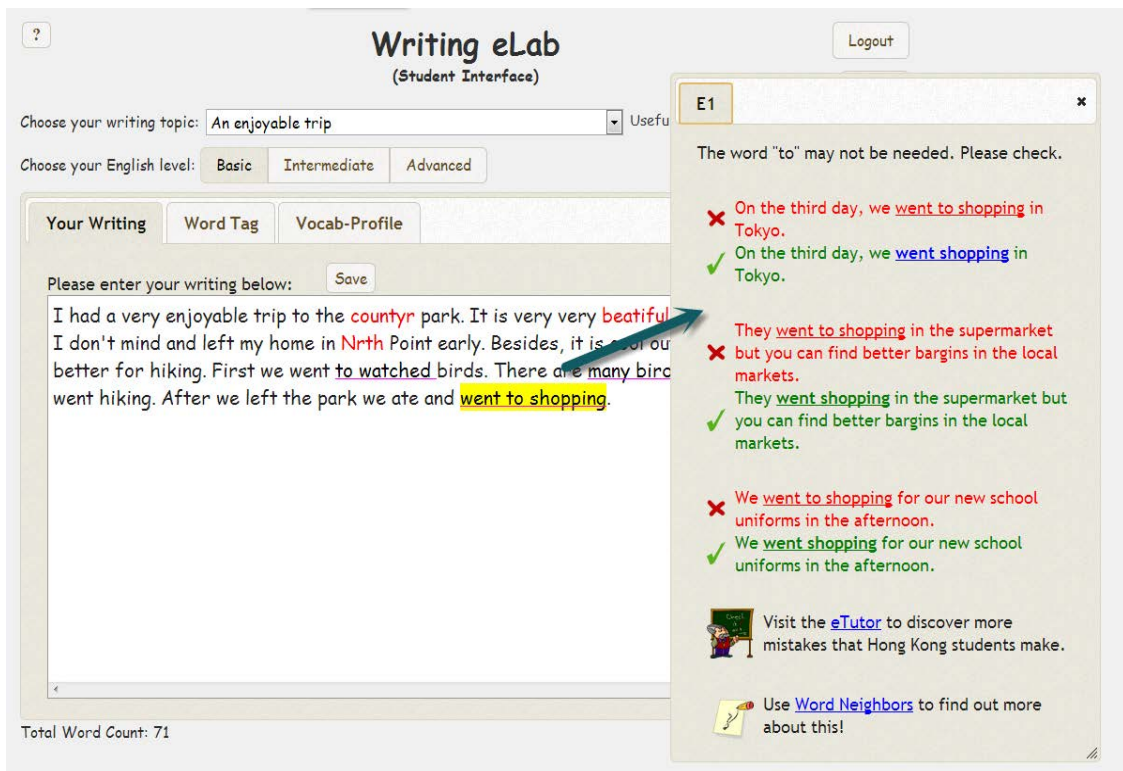 ?
Writing eLab
(Student Interface)
Logout
Choose your writing topic: An enjoyable trip
Usefu
Choose your English level: Basic Intermediate Advanced
Your Writing Word Tag Vocab-Profile
Please enter your writing below: Save
I had a very enjoyable trip to the countyr park. It is very very beatiful
I don't mind and left my home in Nrth Point early. Besides, it is cool ou
better for hiking. First we went to watched birds. There are many birc
went hiking. After we left the park we ate and went to shopping.
Total Word Count: 71
E1
The word "to" may not be needed. Please check.
On the third day, we went to shopping in
Tokyo.
On the third day, we went shopping in
Tokyo.
They went to shopping in the supermarket
but you can find better bargins in the local
markets.
They went shopping in the supermarket but
you can find better bargins in the local
markets.
We went to shopping for our new school
uniforms in the afternoon.
We went shopping for our new school
uniforms in the afternoon.
Visit the eTutor to discover more
mistakes that Hong Kong students make.
Use Word Neighbors to find out more
about this!